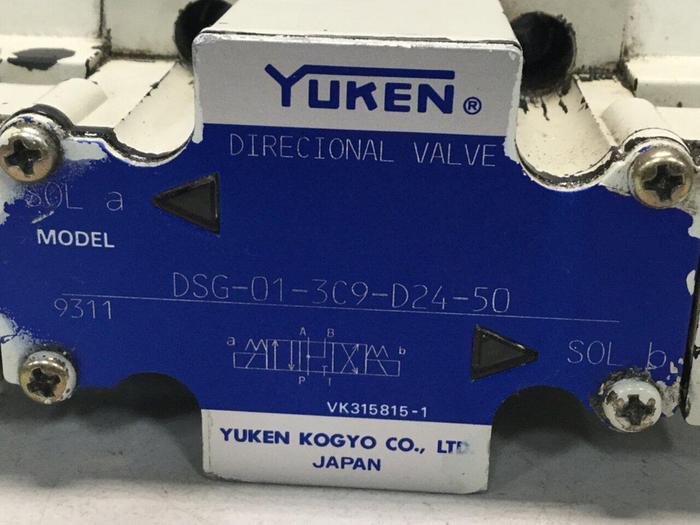 YUKEN ®
DIRECIONAL VALVE
SOL a
MODEL
DSG-01-3C9-D24-50
9311
A B
a b
P T
SOL b
VK315815-1
YUKEN KOGYO CO., LTD.
JAPAN